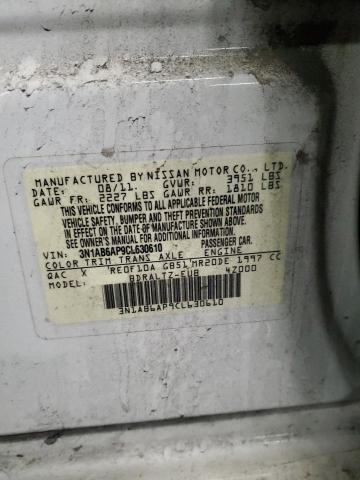 MANUFACTURED BY NISSAN MOTOR CO., LTD.
DATE: 08/11. GVWR: 3951 LBS
GAWR FR: 2227 LBS GAWR RR: 1810 LBS
THIS VEHICLE CONFORMS TO ALL APPLICABLE FEDERAL MOTOR
VEHICLE SAFETY, BUMPER AND THEFT PREVENTION
STANDARDS IN EFFECT ON THE DATE OF MANUFACTURE SHOWN ABOVE.
SEE OWNER'S MANUAL FOR ADDITIONAL INFORMATION.
VIN: 3N1AB6AP9CL630610 PASSENGER CAR
COLOR TRIM TRANS AXLE ENGINE
QAC X RE0F10A GB51 MR20DE 1997 CC
MODEL: BDRALTZ-EUB 4Z000
3N1AB6AP9CL630610